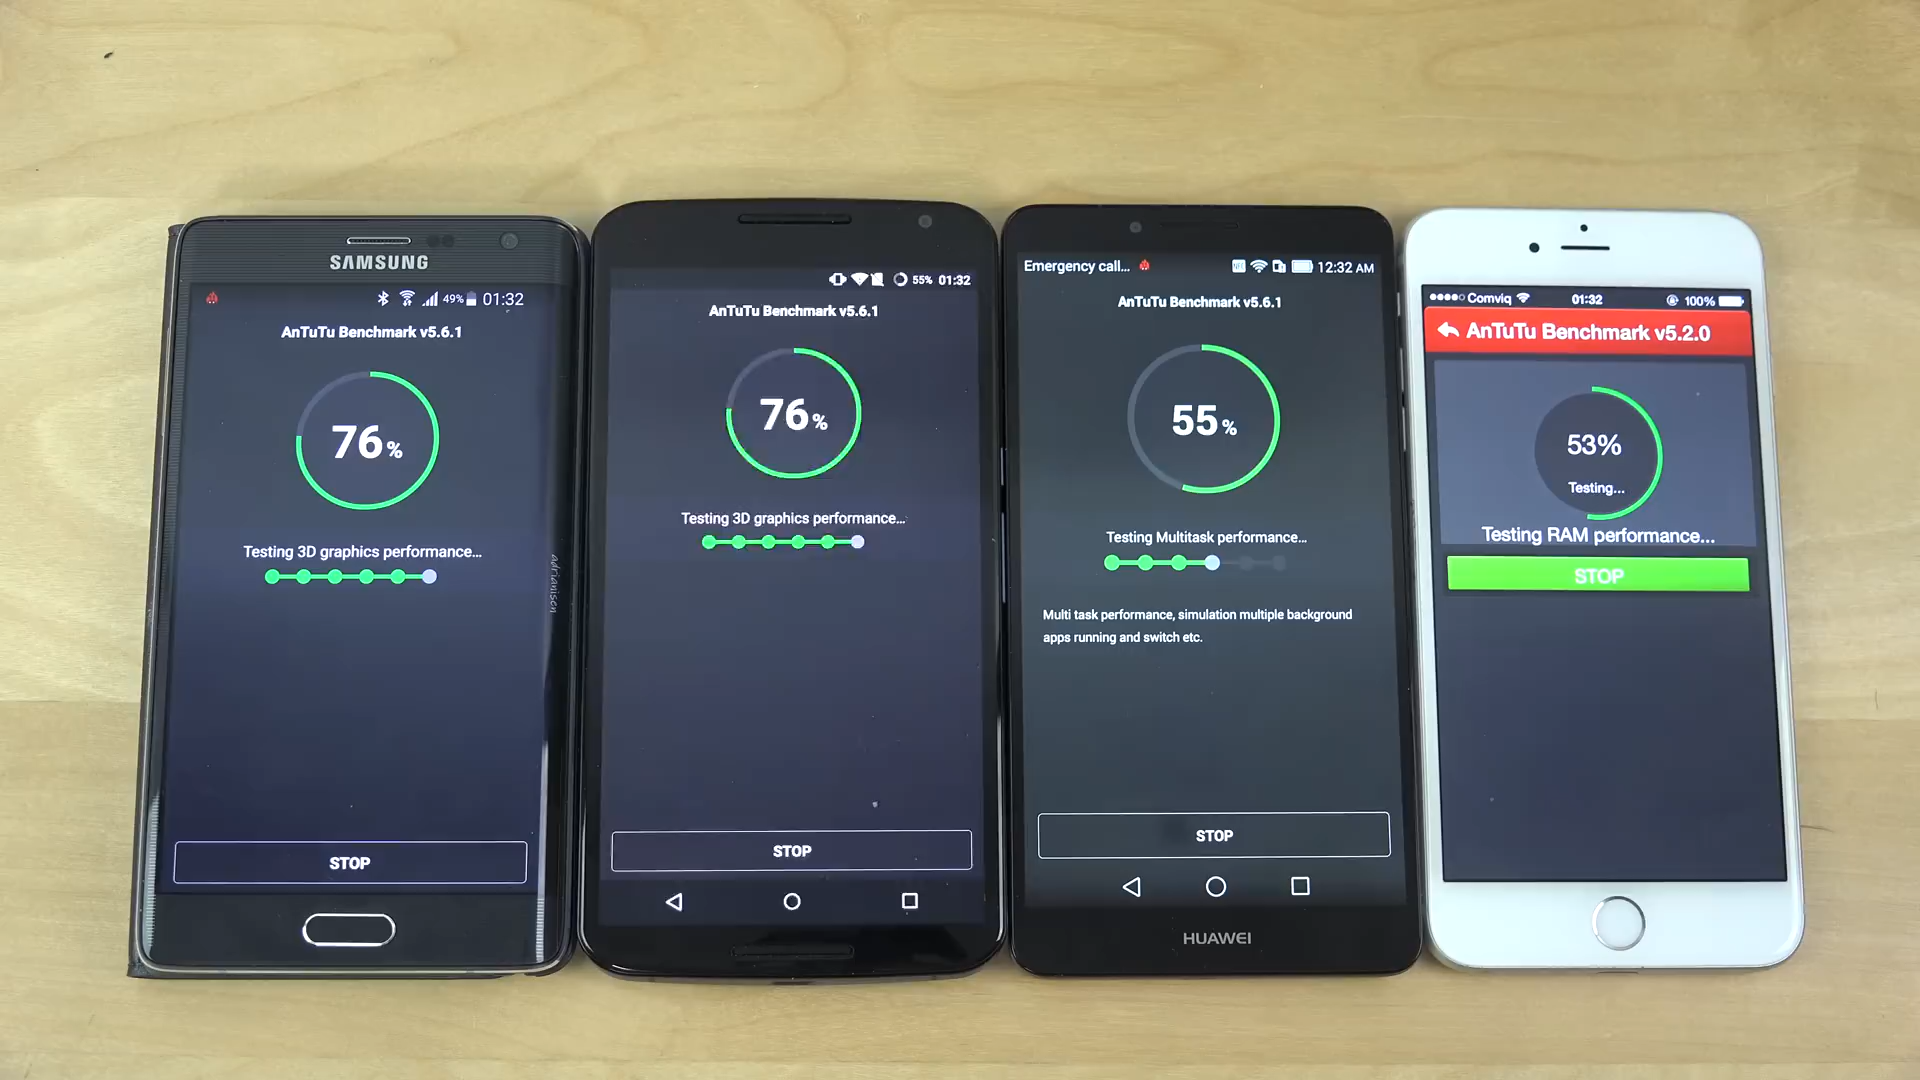 SAMSUNG
49% 01:32
AnTuTu Benchmark v5.6.1
76%
Testing 3D graphics performance...
STOP
adrianisen
55% 01:32
AnTuTu Benchmark v5.6.1
76%
Testing 3D graphics performance...
STOP
Emergency call... 12:32 AM
AnTuTu Benchmark v5.6.1
55%
Testing Multitask performance...
Multi task performance, simulation multiple background
apps running and switch etc.
STOP
HUAWEI
Comviq 01:32 100%
AnTuTu Benchmark v5.2.0
53%
Testing...
Testing RAM performance...
STOP